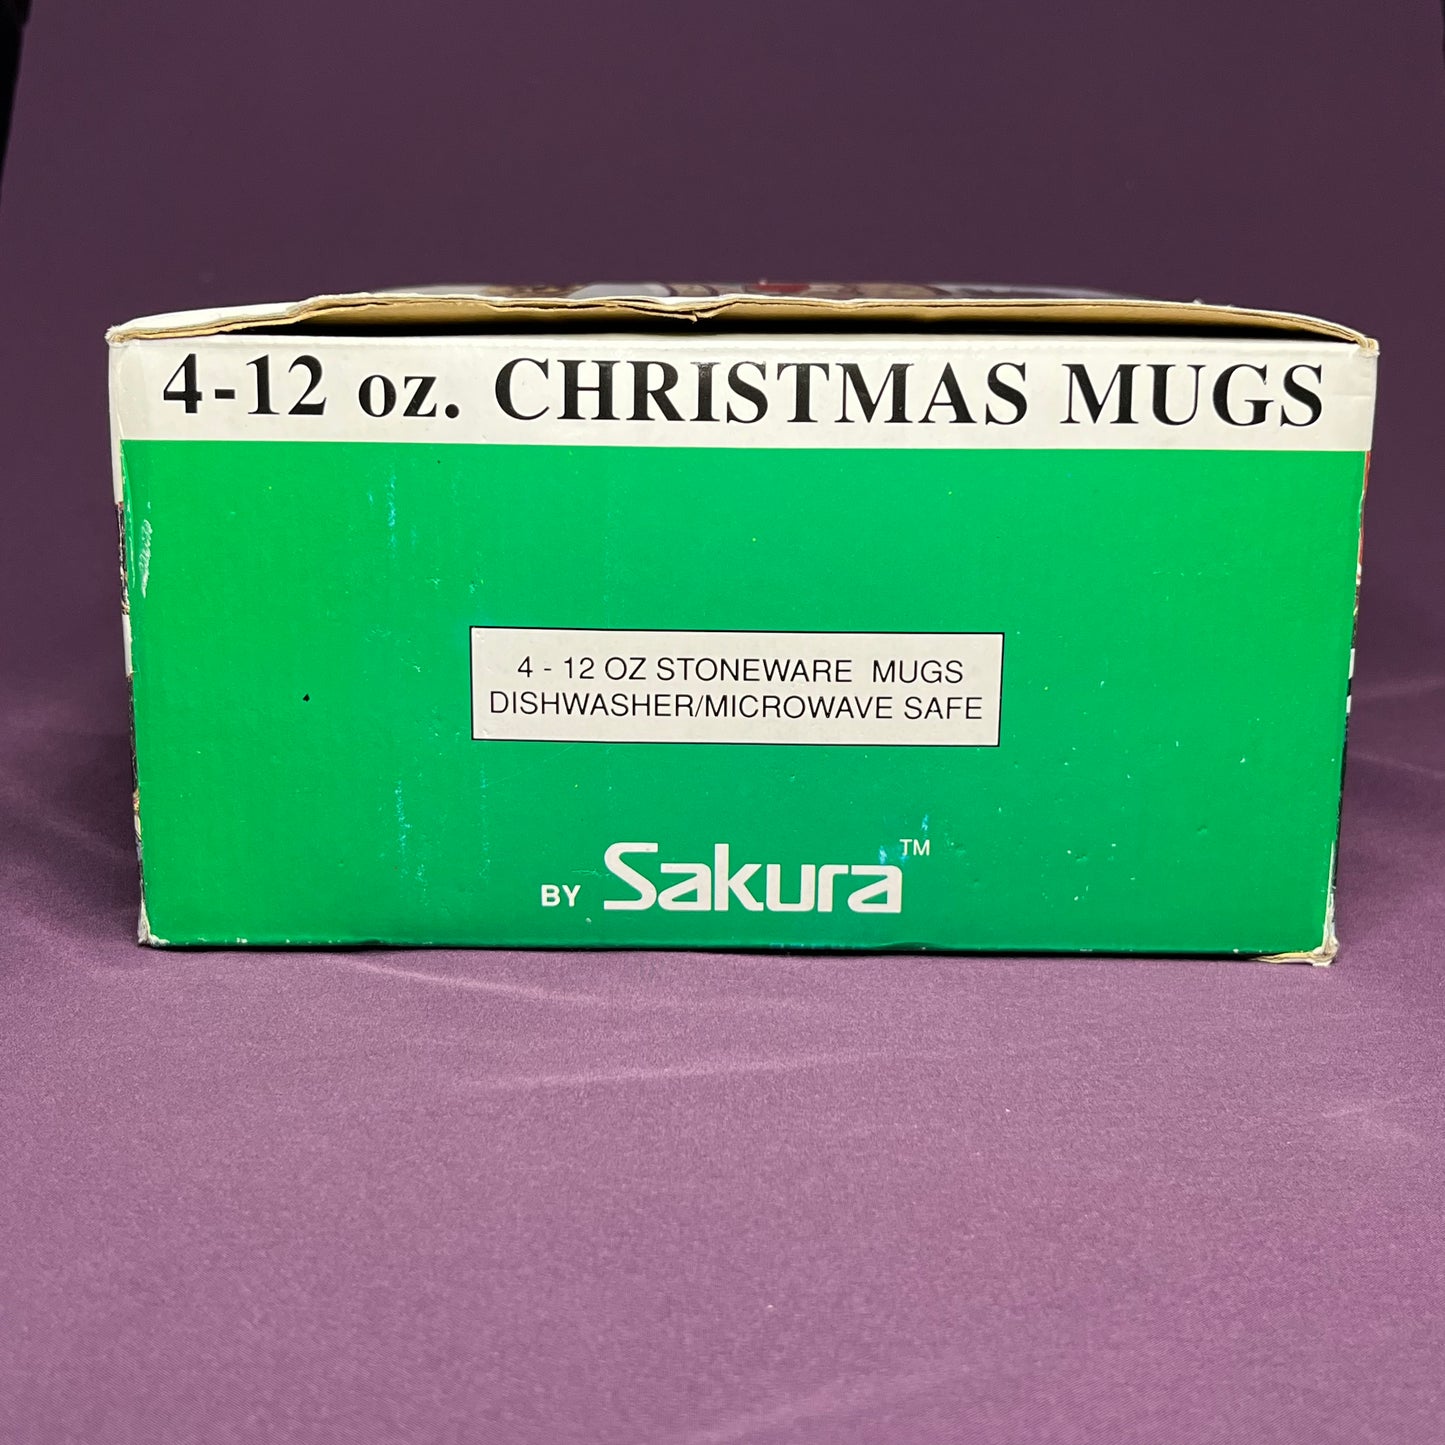 4-12 oz. CHRISTMAS MUGS
4 - 12 OZ STONEWARE MUGS
DISHWASHER/MICROWAVE SAFE
BY Sakura™